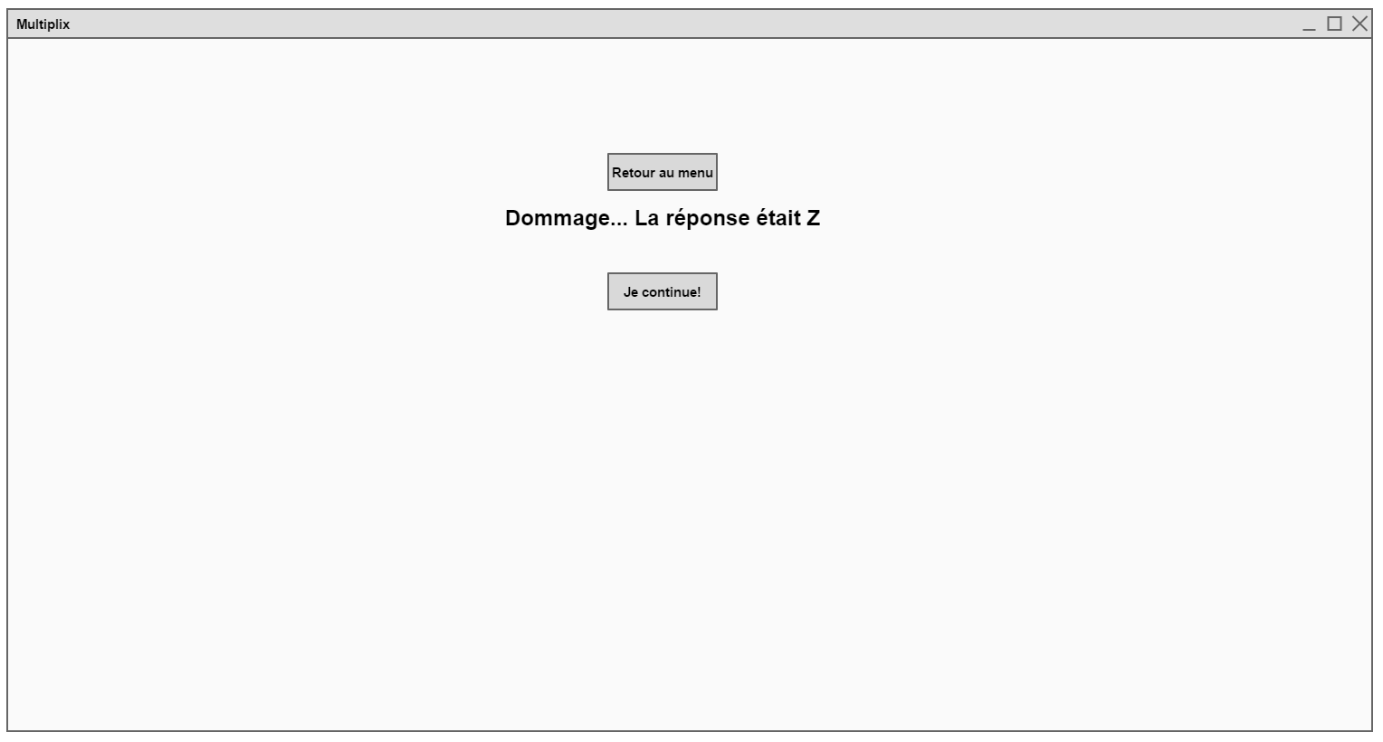 Multiplix
Retour au menu
Dommage... La réponse était Z
Je continue!